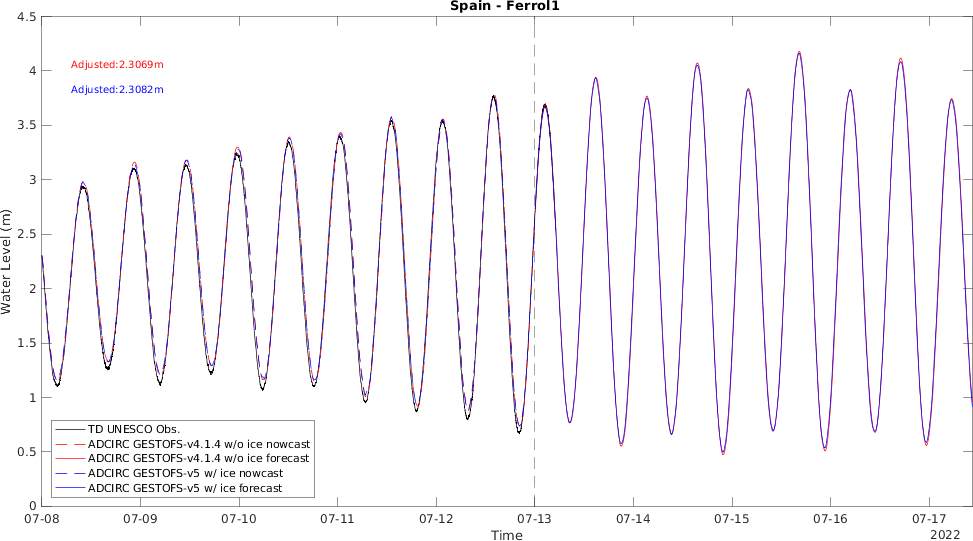 Spain - Ferrol1
4.5
4
3.5
3
2.5
2
1.5
1
0.5
0
Water Level (m)
Adjusted:2.3069m
Adjusted:2.3082m
TD UNESCO Obs.
ADCIRC GESTOFS-v4.1.4 w/o ice nowcast
ADCIRC GESTOFS-v4.1.4 w/o ice forecast
ADCIRC GESTOFS-v5 w/ ice nowcast
ADCIRC GESTOFS-v5 w/ ice forecast
07-08 07-09 07-10 07-11 07-12 07-13 07-14 07-15 07-16 07-17
Time
2022